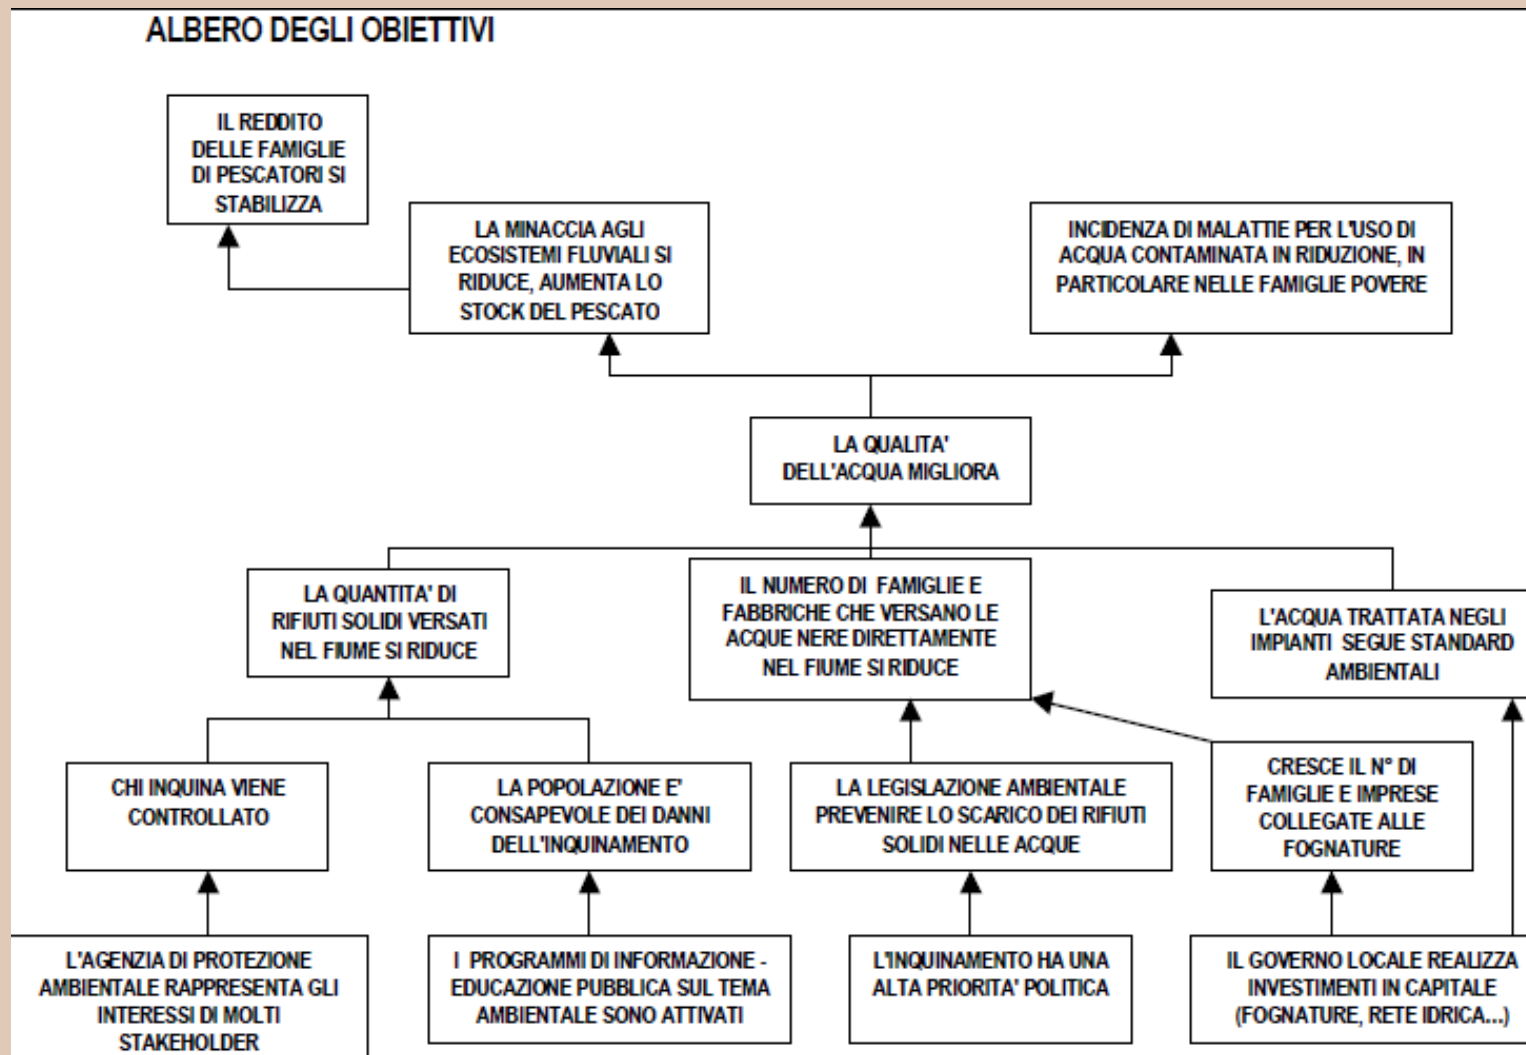 ALBERO DEGLI OBIETTIVI
IL REDDITO
DELLE FAMIGLIE
DI PESCATORI SI
STABILIZZA
LA MINACCIA AGLI
ECOSISTEMI FLUVIALI SI
RIDUCE, AUMENTA LO
STOCK DEL PESCATO
INCIDENZA DI MALATTIE PER L'USO DI
ACQUA CONTAMINATA IN RIDUZIONE, IN
PARTICOLARE NELLE FAMIGLIE POVERE
LA QUALITA'
DELL'ACQUA MIGLIORA
LA QUANTITA' DI
RIFIUTI SOLIDI VERSATI
NEL FIUME SI RIDUCE
IL NUMERO DI FAMIGLIE E
FABBRICHE CHE VERSANO LE
ACQUE NERE DIRETTAMENTE
NEL FIUME SI RIDUCE
L'ACQUA TRATTATA NEGLI
IMPIANTI SEGUE STANDARD
AMBIENTALI
CHI INQUINA VIENE
CONTROLLATO
LA POPOLAZIONE E'
CONSAPEVOLE DEI DANNI
DELL'INQUINAMENTO
LA LEGISLAZIONE AMBIENTALE
PREVENIRE LO SCARICO DEI RIFIUTI
SOLIDI NELLE ACQUE
CRESCE IL N° DI
FAMIGLIE E IMPRESE
COLLEGATE ALLE
FOGNATURE
L'AGENZIA DI PROTEZIONE
AMBIENTALE RAPPRESENTA GLI
INTERESSI DI MOLTI
STAKEHOLDER
I PROGRAMMI DI INFORMAZIONE -
EDUCAZIONE PUBBLICA SUL TEMA
AMBIENTALE SONO ATTIVATI
L'INQUINAMENTO HA UNA
ALTA PRIORITA' POLITICA
IL GOVERNO LOCALE REALIZZA
INVESTIMENTI IN CAPITALE
(FOGNATURE, RETE IDRICA...)